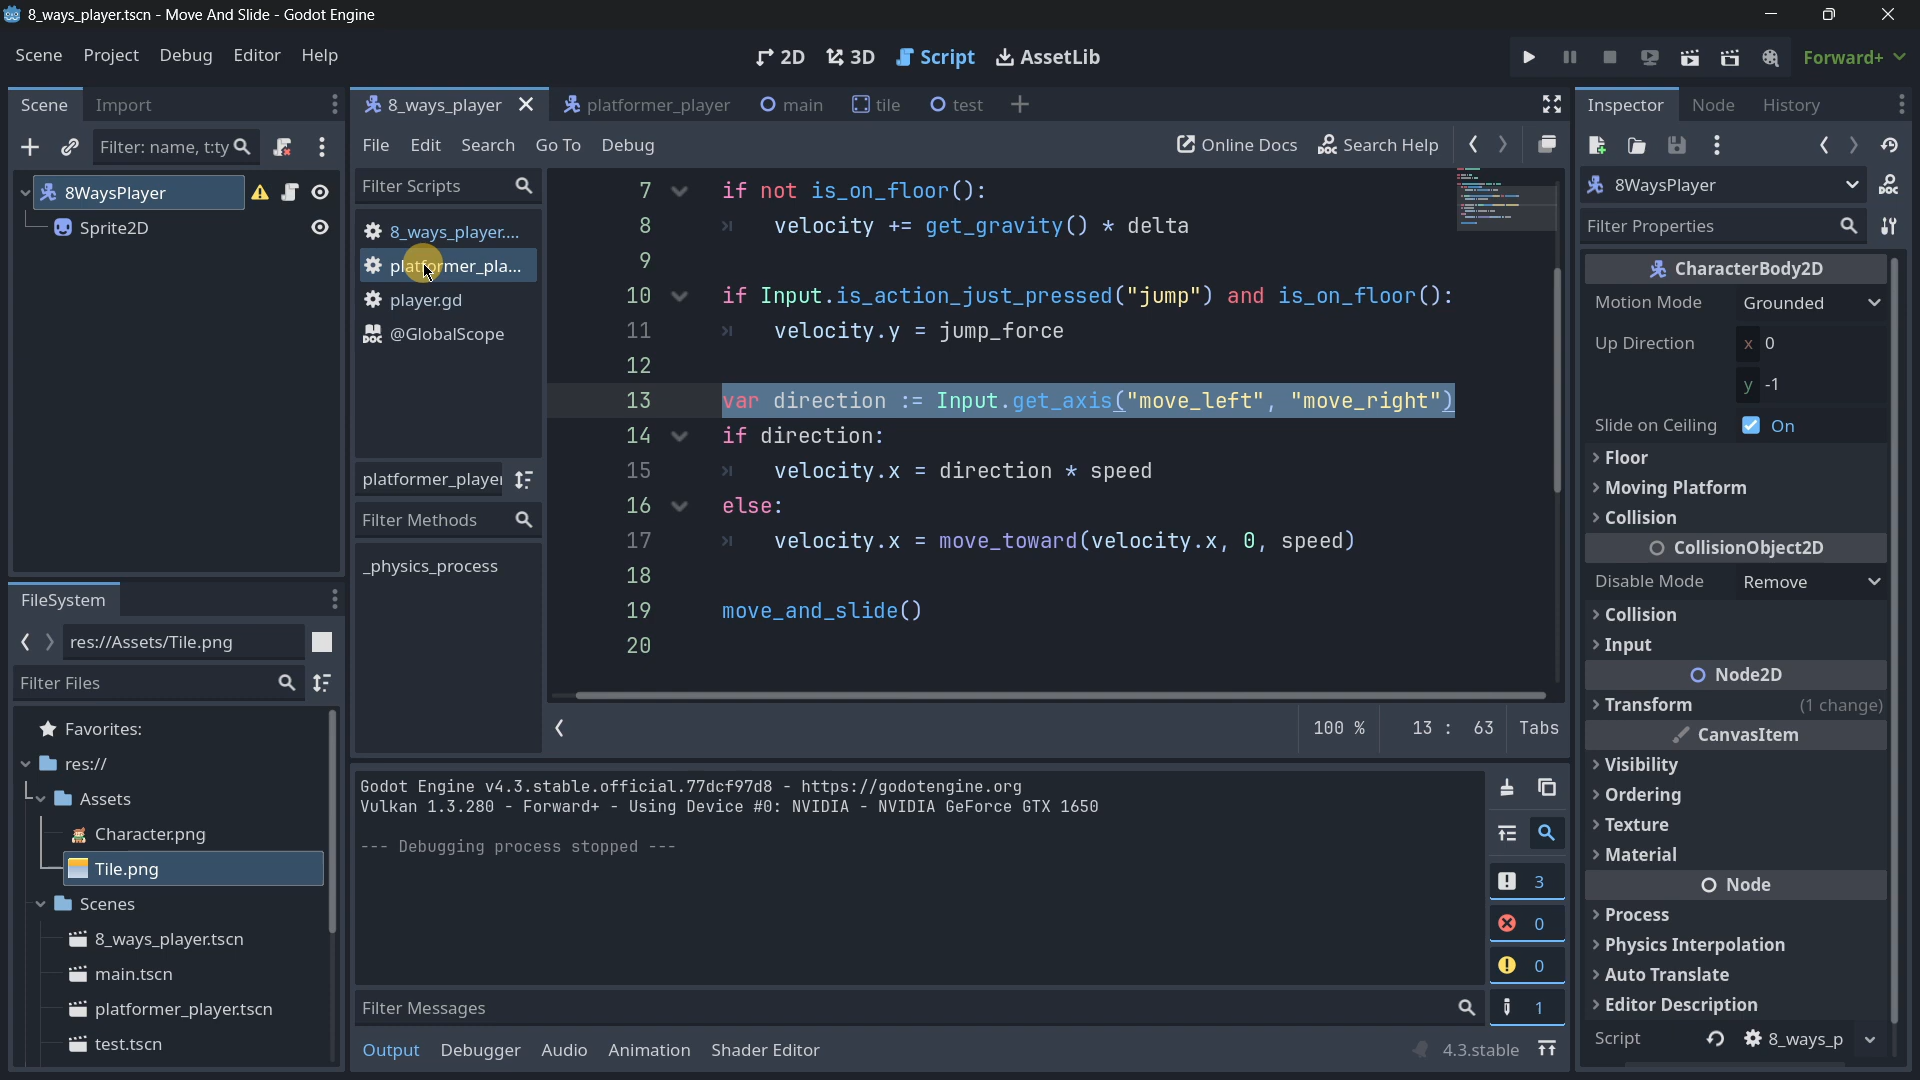 8_ways_player.tscn - Move And Slide - Godot Engine
Scene Project Debug Editor Help
2D 3D Script AssetLib
Forward+
Scene Import
Filter: name, t:ty
8WaysPlayer
Sprite2D
FileSystem
res://Assets/Tile.png
Filter Files
Favorites:
res://
Assets
Character.png
Tile.png
Scenes
8_ways_player.tscn
main.tscn
platformer_player.tscn
test.tscn
8_ways_player platformer_player main tile test
File Edit Search Go To Debug
Online Docs Search Help
Filter Scripts
8_ways_player....
platformer_pla...
player.gd
@GlobalScope
platformer_player
Filter Methods
_physics_process
7 if not is_on_floor():
8 velocity += get_gravity() * delta
9
10 if Input.is_action_just_pressed("jump") and is_on_floor():
11 velocity.y = jump_force
12
13 var direction := Input.get_axis("move_left", "move_right")
14 if direction:
15 velocity.x = direction * speed
16 else:
17 velocity.x = move_toward(velocity.x, 0, speed)
18
19 move_and_slide()
20
100 % 13 : 63 Tabs
Godot Engine v4.3.stable.official.77dcf97d8 - https://godotengine.org
Vulkan 1.3.280 - Forward+ - Using Device #0: NVIDIA - NVIDIA GeForce GTX 1650
--- Debugging process stopped ---
3
0
0
1
Filter Messages
Output Debugger Audio Animation Shader Editor
4.3.stable
Inspector Node History
8WaysPlayer
Filter Properties
CharacterBody2D
Motion Mode Grounded
Up Direction x 0
y -1
Slide on Ceiling On
Floor
Moving Platform
Collision
CollisionObject2D
Disable Mode Remove
Collision
Input
Node2D
Transform (1 change)
CanvasItem
Visibility
Ordering
Texture
Material
Node
Process
Physics Interpolation
Auto Translate
Editor Description
Script 8_ways_p